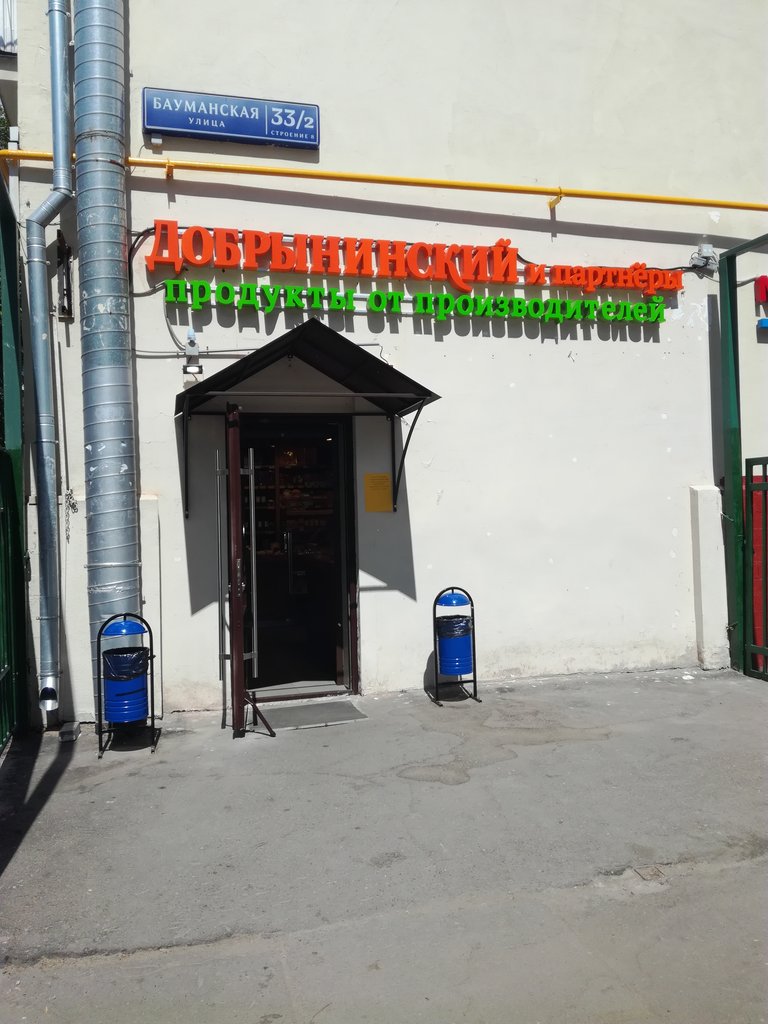 БАУМАНСКАЯ
УЛИЦА
33/2
СТРОЕНИЕ 8
ДОБРЫНИНСКИЙ и партнёры
продукты от производителей